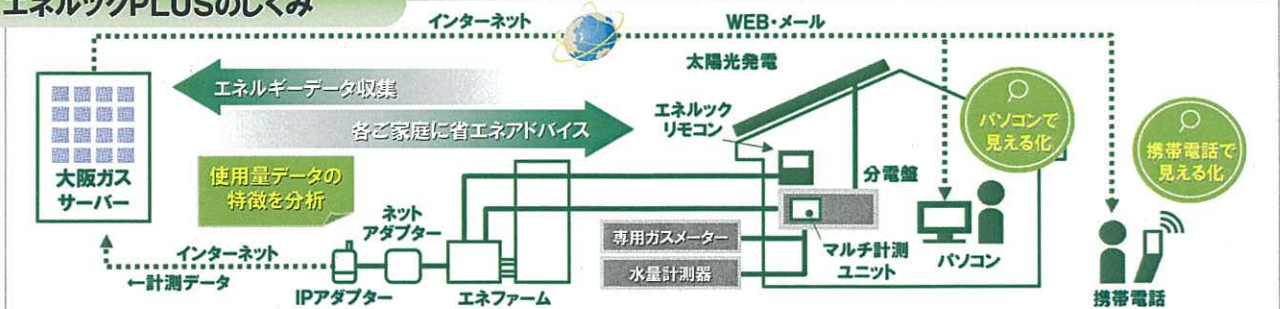 エネルックPLUSのしくみ
インターネット
WEB・メール
太陽光発電
エネルギーデータ収集
各ご家庭に省エネアドバイス
エネルック
リモコン
パソコンで
見える化
携帯電話で
見える化
大阪ガス
サーバー
使用量データの
特徴を分析
分電盤
ネット
アダプター
専用ガスメーター
水量計測器
マルチ計測
ユニット
パソコン
インターネット
←計測データ
IPアダプター
エネファーム
携帯電話